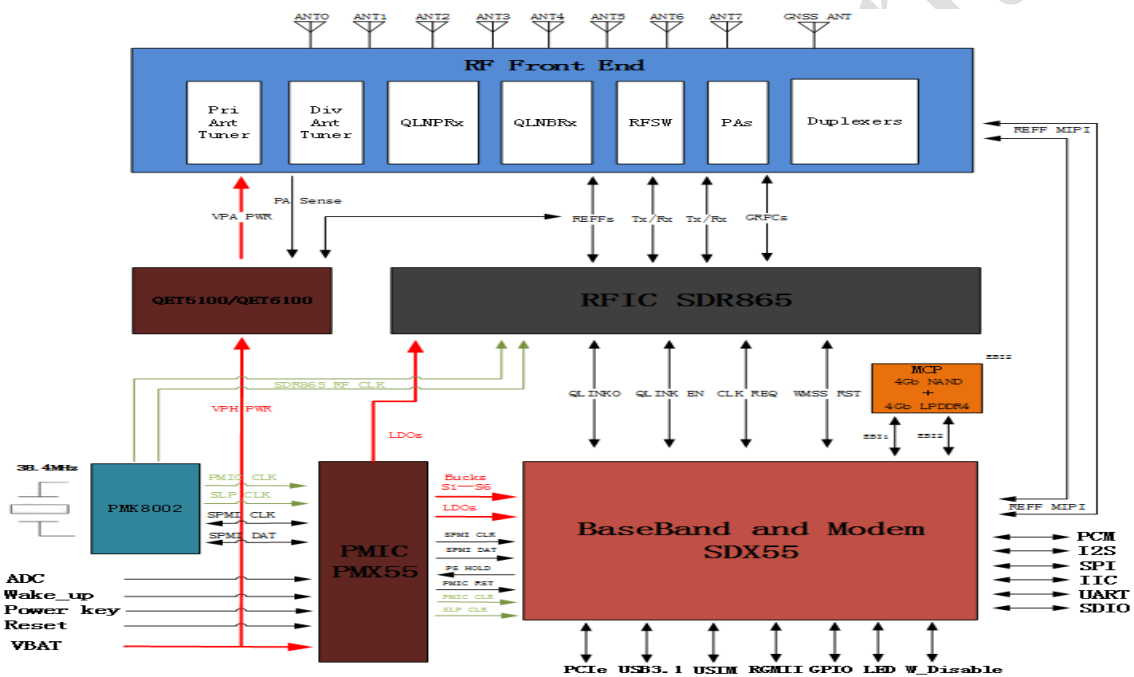 ANT0 ANT1 ANT2 ANT3 ANT4 ANT5 ANT6 ANT7 GNSS ANT
RF Front End
Pri
Ant
Tuner
Div
Ant
Tuner
QLNPRx
QLNBRx
RFSW
PAs
Duplexers
REFF MIPI
PA Sense
VPA PWR
REFFs Tx/Rx Tx/Rx GRFCs
QET5100/QET6100
RFIC SDR865
SDR865 RF CLK
VPH PWR
LDOs
QLINK0 QLINK EN CLK REQ WMSS RST
EBI2
MCP
4Gb NAND
+
4Gb LPDDR4
EBI1 EBI2
38.4MHz
PMK8002
PMIC CLK
SLP CLK
SPMI CLK
SPMI DAT
PMIC
PMX55
Bucks
S1—S6
LDOs
SPMI CLK
SPMI DAT
PS HOLD
PMIC RST
PMIC CLK
SLP CLK
BaseBand and Modem
SDX55
REFF MIPI
PCM
I2S
SPI
IIC
UART
SDIO
ADC
Wake_up
Power key
Reset
VBAT
PCIe USB3.1 USIM RGMII GPIO LED W_Disable